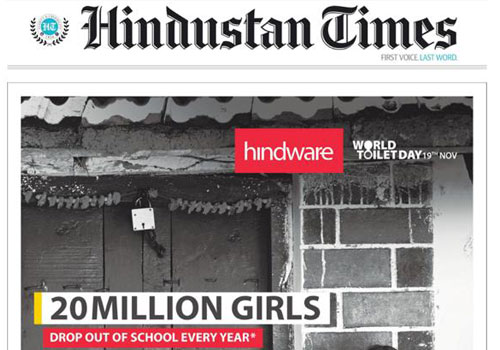 HT
Hindustan Times
FIRST VOICE. LAST WORD.
hindware
WORLD
TOILET DAY 19TH NOV
20 MILLION GIRLS
DROP OUT OF SCHOOL EVERY YEAR*